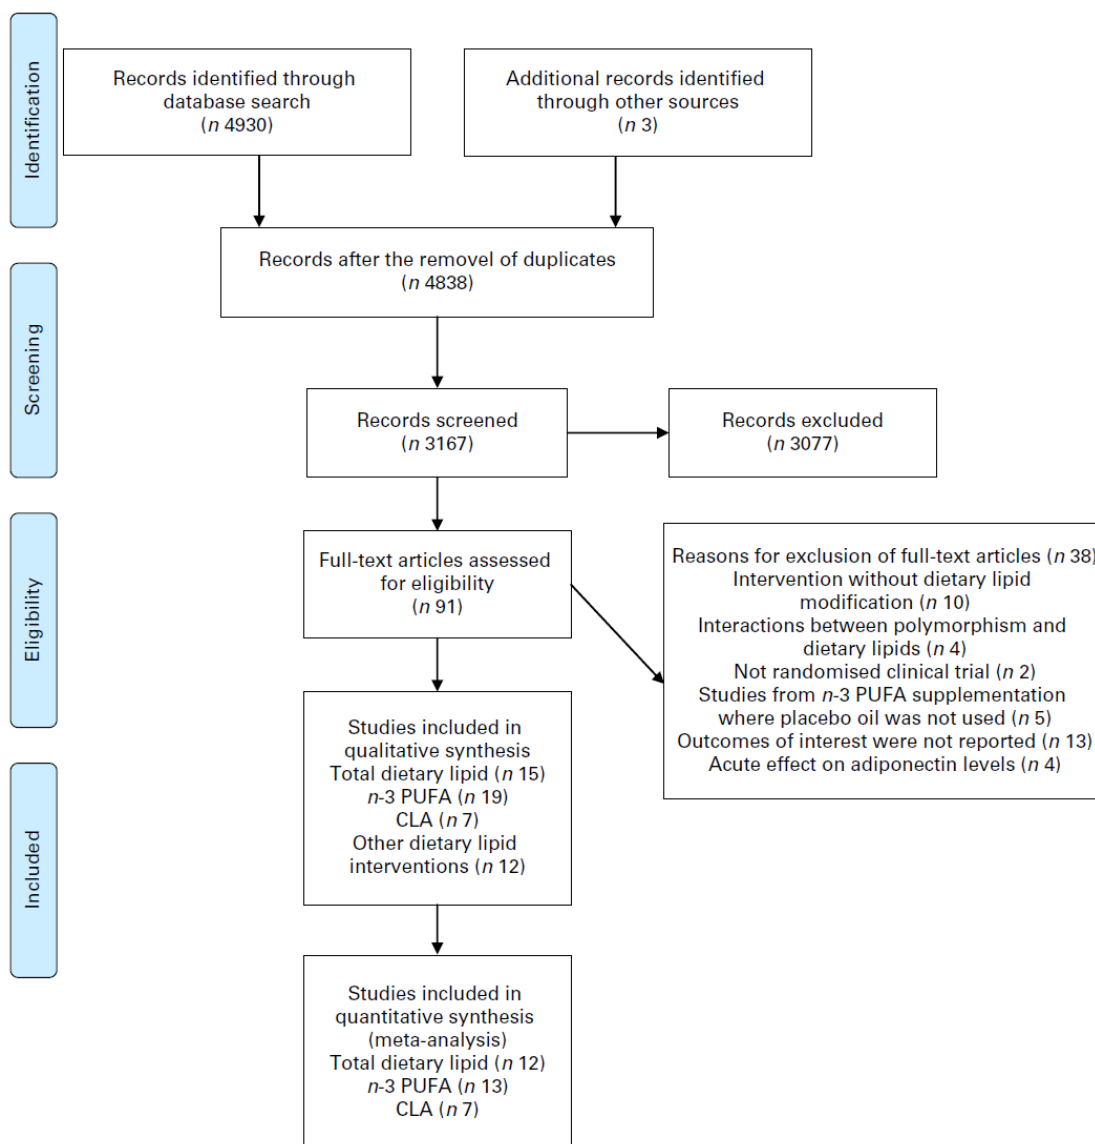 Identification
Records identified through
database search
(n 4930)
Additional records identified
through other sources
(n 3)
Records after the removel of duplicates
(n 4838)
Screening
Records screened
(n 3167)
Records excluded
(n 3077)
Eligibility
Full-text articles assessed
for eligibility
(n 91)
Reasons for exclusion of full-text articles (n 38)
Intervention without dietary lipid
modification (n 10)
Interactions between polymorphism and
dietary lipids (n 4)
Not randomised clinical trial (n 2)
Studies from n-3 PUFA supplementation
where placebo oil was not used (n 5)
Outcomes of interest were not reported (n 13)
Acute effect on adiponectin levels (n 4)
Included
Studies included in
qualitative synthesis
Total dietary lipid (n 15)
n-3 PUFA (n 19)
CLA (n 7)
Other dietary lipid
interventions (n 12)
Studies included in
quantitative synthesis
(meta-analysis)
Total dietary lipid (n 12)
n-3 PUFA (n 13)
CLA (n 7)